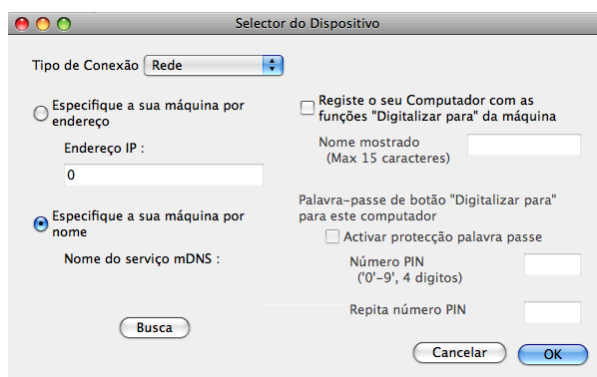 Selector do Dispositivo
Tipo de Conexão Rede
Especifique a sua máquina por
endereço
Endereço IP :
0
Especifique a sua máquina por
nome
Nome do serviço mDNS :
Busca
Registe o seu Computador com as
funções "Digitalizar para" da máquina
Nome mostrado
(Max 15 caracteres)
Palavra-passe de botão "Digitalizar para"
para este computador
Activar protecção palavra passe
Número PIN
('0'-9', 4 digitos)
Repita número PIN
Cancelar
OK